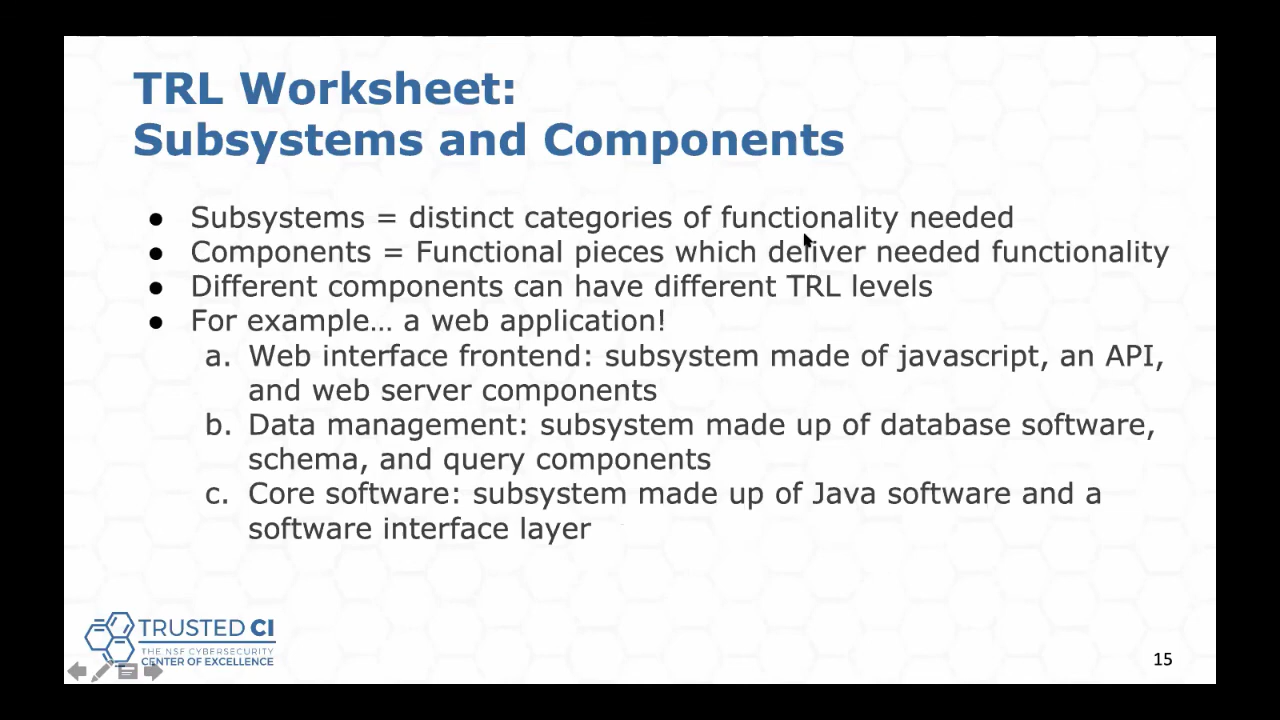 TRL Worksheet:
Subsystems and Components
● Subsystems = distinct categories of functionality needed
● Components = Functional pieces which deliver needed functionality
● Different components can have different TRL levels
● For example… a web application!
a. Web interface frontend: subsystem made of javascript, an API,
and web server components
b. Data management: subsystem made up of database software,
schema, and query components
c. Core software: subsystem made up of Java software and a
software interface layer
TRUSTED CI
THE NSF CYBERSECURITY
CENTER OF EXCELLENCE
15